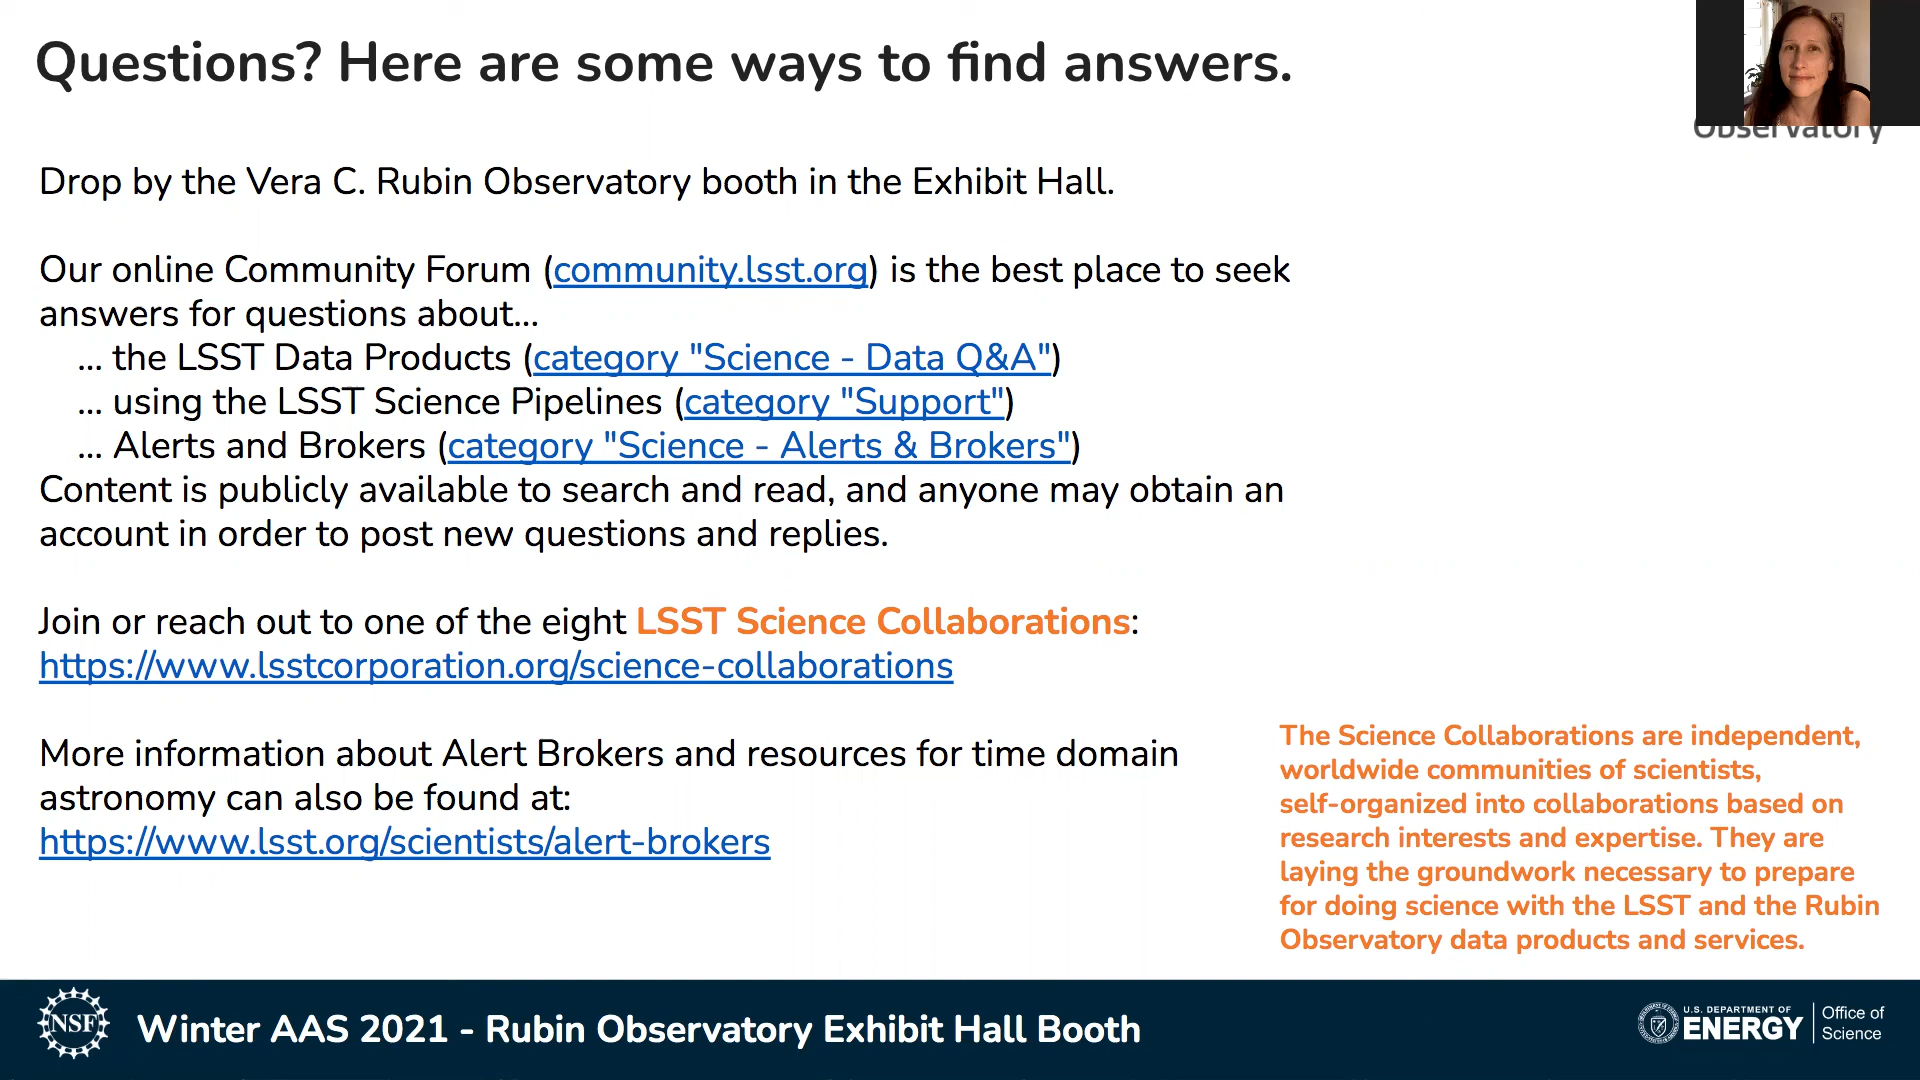 Questions? Here are some ways to find answers.
Observatory
Drop by the Vera C. Rubin Observatory booth in the Exhibit Hall.
Our online Community Forum (community.lsst.org) is the best place to seek
answers for questions about...
... the LSST Data Products (category "Science - Data Q&A")
... using the LSST Science Pipelines (category "Support")
... Alerts and Brokers (category "Science - Alerts & Brokers")
Content is publicly available to search and read, and anyone may obtain an
account in order to post new questions and replies.
Join or reach out to one of the eight LSST Science Collaborations:
https://www.lsstcorporation.org/science-collaborations
More information about Alert Brokers and resources for time domain
astronomy can also be found at:
https://www.lsst.org/scientists/alert-brokers
The Science Collaborations are independent,
worldwide communities of scientists,
self-organized into collaborations based on
research interests and expertise. They are
laying the groundwork necessary to prepare
for doing science with the LSST and the Rubin
Observatory data products and services.
NSF
Winter AAS 2021 - Rubin Observatory Exhibit Hall Booth
U.S. DEPARTMENT OF
ENERGY
Office of
Science